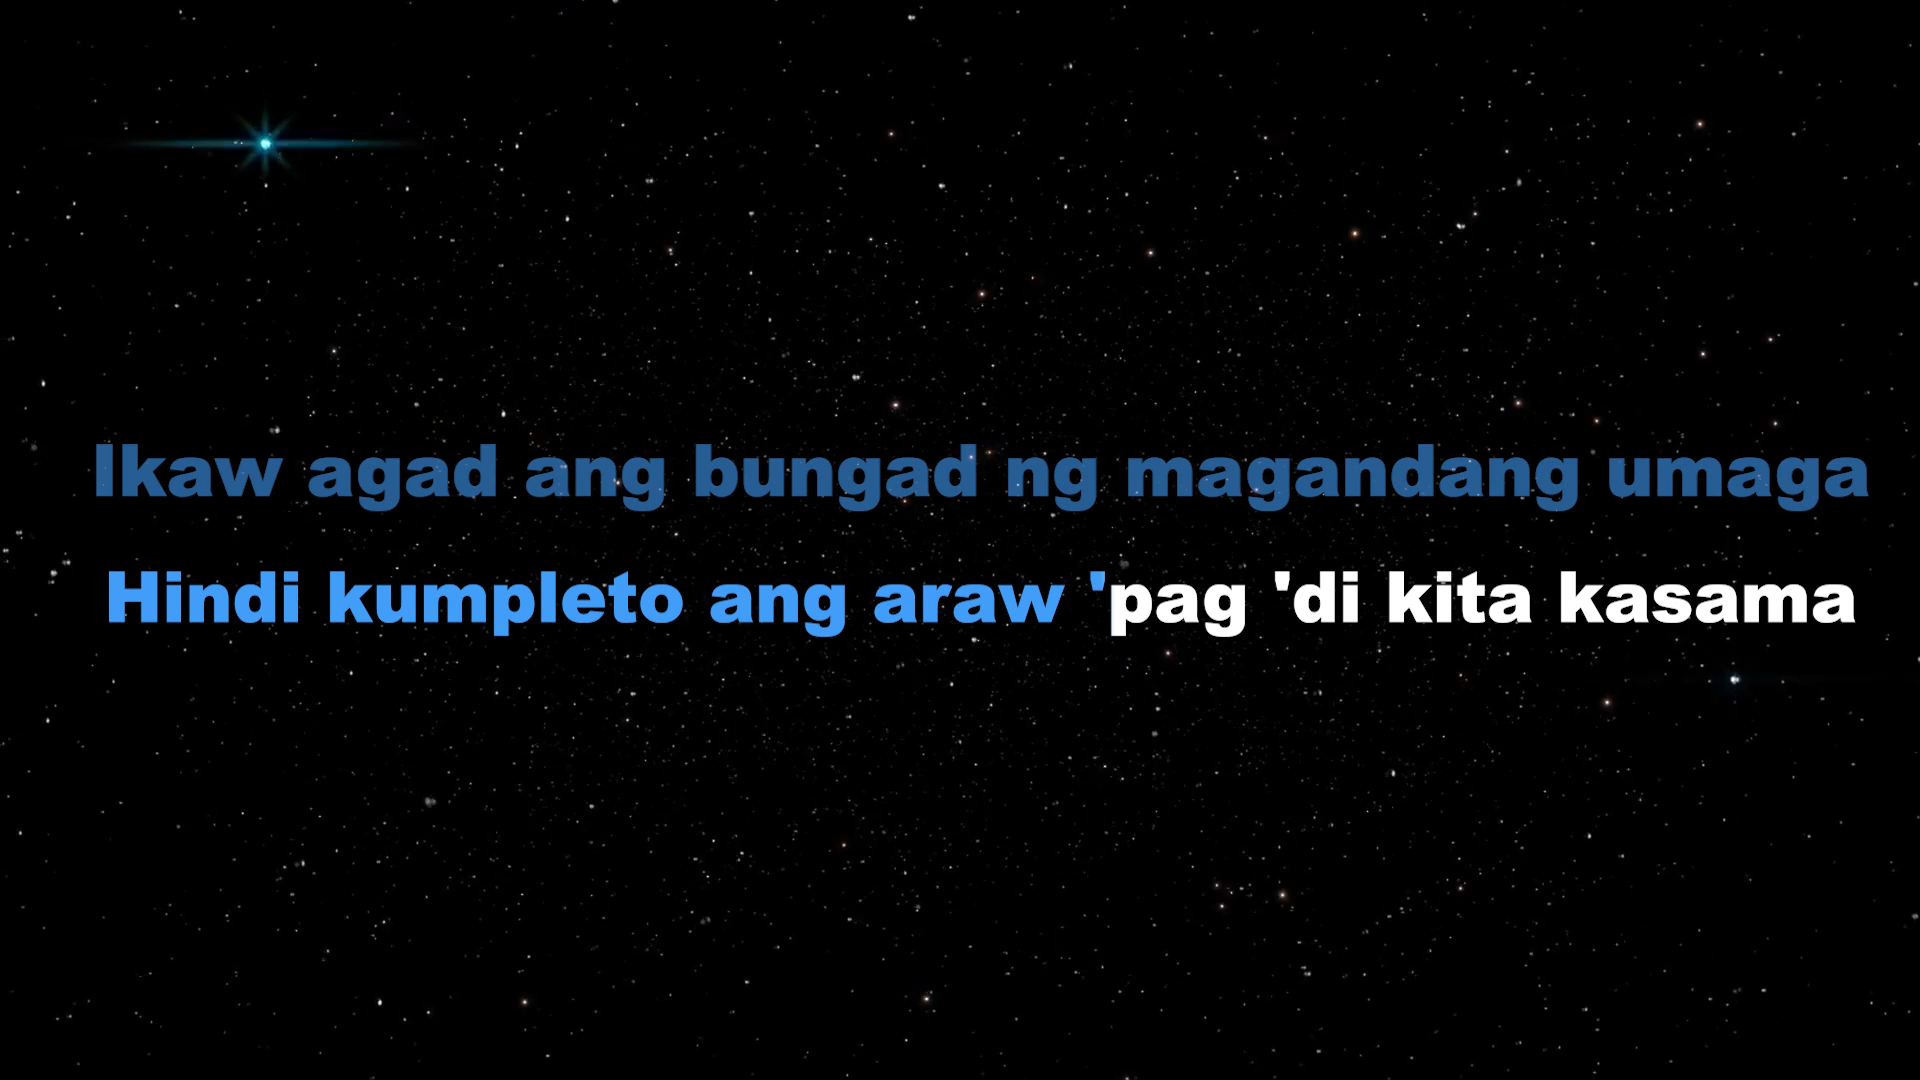 Ikaw agad ang bungad ng magandang umaga
Hindi kumpleto ang araw 'pag 'di kita kasama